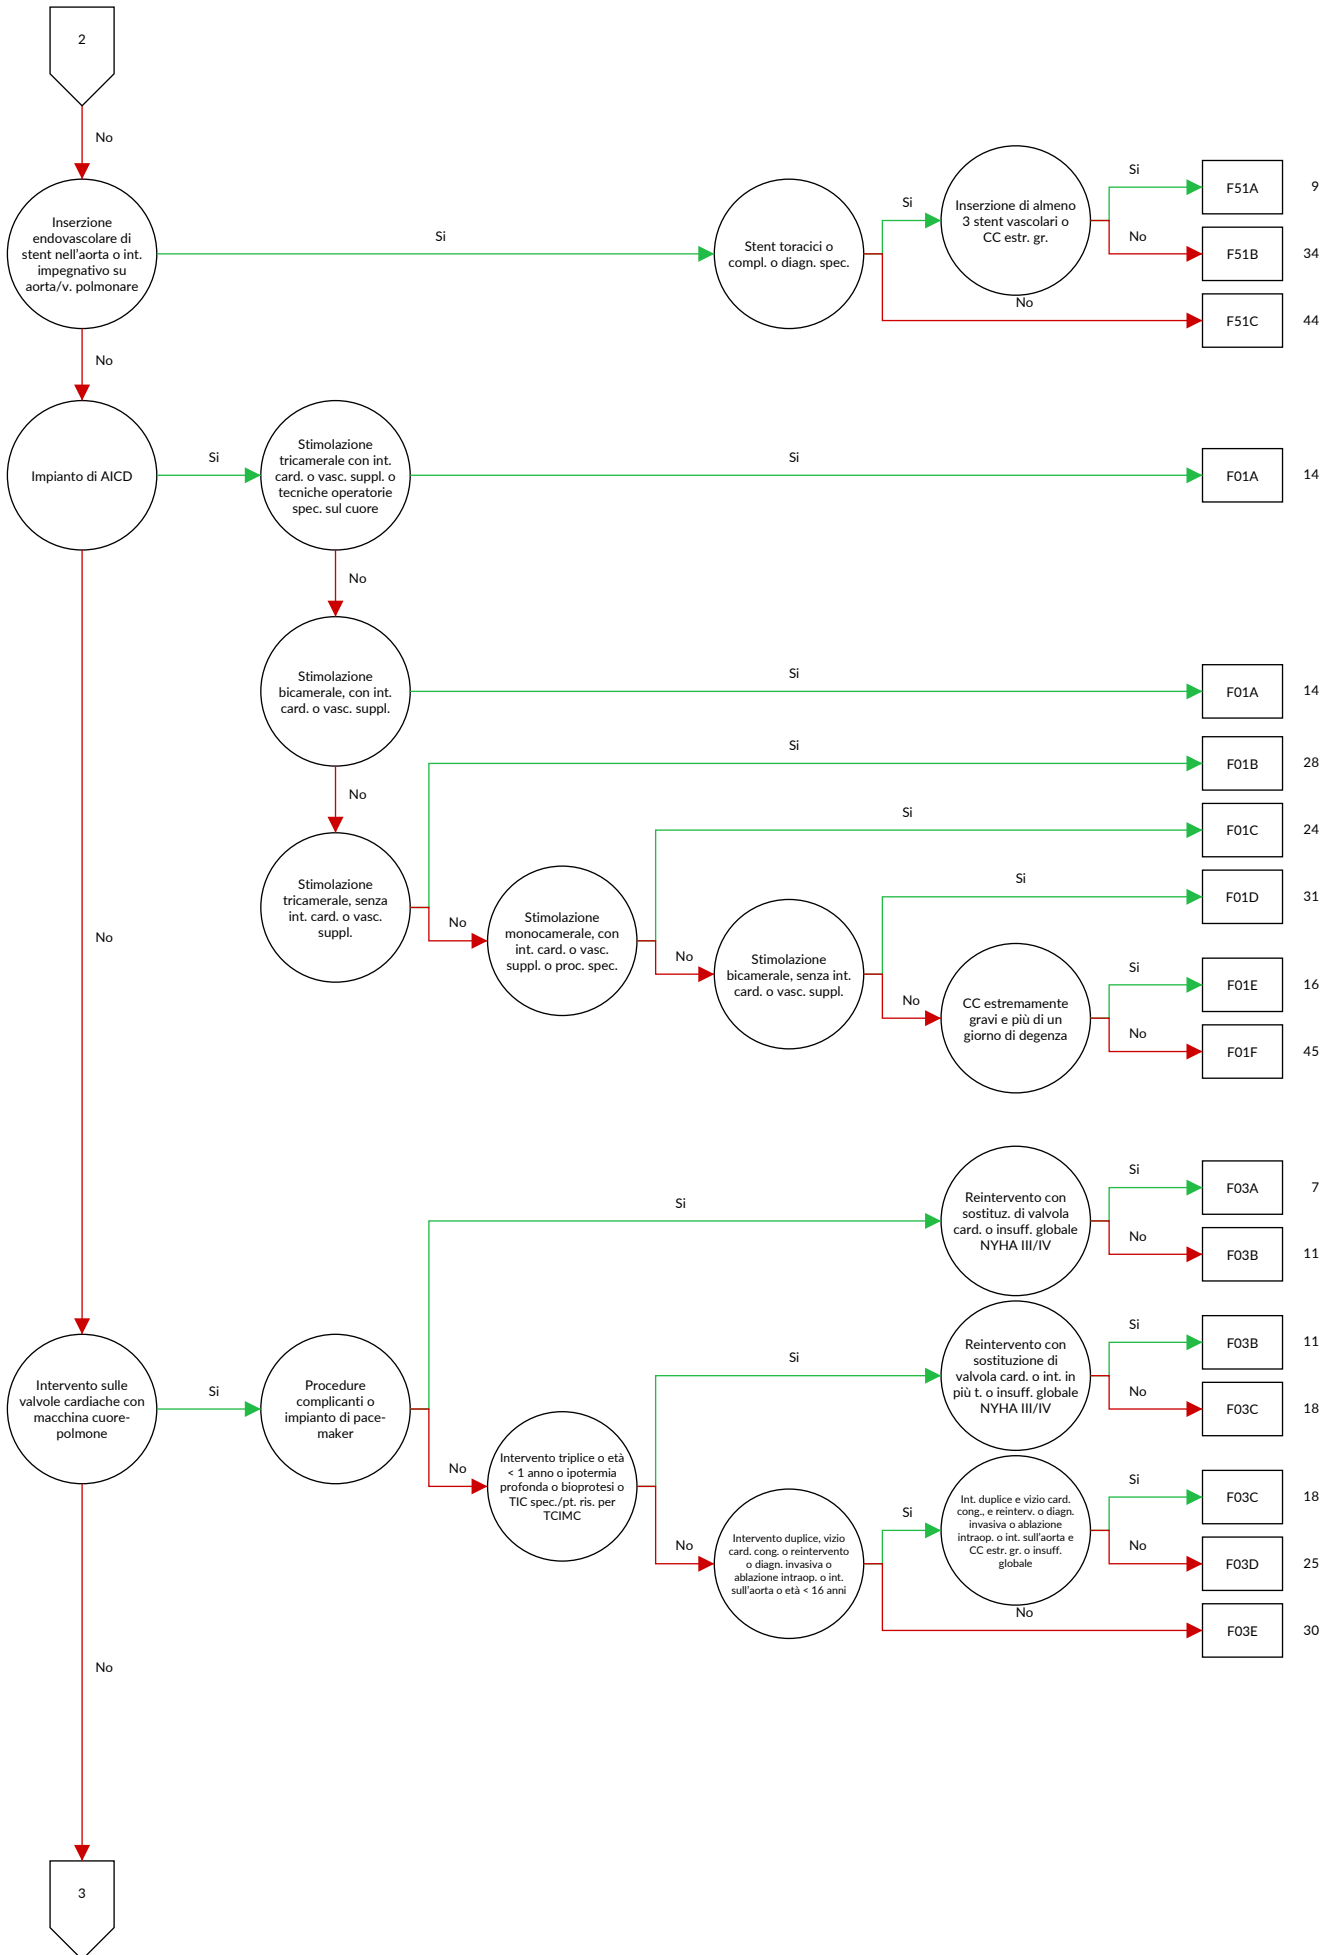 2
No
Inserzione
endovascolare di
stent nell'aorta o int.
impegnativo su
aorta/v. polmonare
Si
Stent toracici o
compl. o diagn. spec.
Si
Inserzione di almeno
3 stent vascolari o
CC estr. gr.
Si
F51A
9
No
F51B
34
No
F51C
44
No
Impianto di AICD
Si
Stimolazione
tricamerale con int.
card. o vasc. suppl. o
tecniche operatorie
spec. sul cuore
Si
F01A
14
No
Stimolazione
bicamerale, con int.
card. o vasc. suppl.
Si
F01A
14
No
Stimolazione
tricamerale, senza
int. card. o vasc.
suppl.
Si
F01B
28
No
Stimolazione
monocamerale, con
int. card. o vasc.
suppl. o proc. spec.
Si
F01C
24
No
Stimolazione
bicamerale, senza int.
card. o vasc. suppl.
Si
F01D
31
No
CC estremamente
gravi e più di un
giorno di degenza
Si
F01E
16
No
F01F
45
No
Intervento sulle
valvole cardiache con
macchina cuore-
polmone
Si
Procedure
complicanti o
impianto di pace-
maker
Si
Reintervento con
sostituz. di valvola
card. o insuff. globale
NYHA III/IV
Si
F03A
7
No
F03B
11
No
Intervento triplice o età
< 1 anno o ipotermia
profonda o bioprotesi o
TIC spec./pt. ris. per
TCIMC
Si
Reintervento con
sostituzione di
valvola card. o int. in
più t. o insuff. globale
NYHA III/IV
Si
F03B
11
No
F03C
18
No
Intervento duplice, vizio
card. cong. o reintervento
o diagn. invasiva o
ablazione intraop. o int.
sull'aorta o età < 16 anni
Si
Int. duplice e vizio card.
cong., e reinterv. o diagn.
invasiva o ablazione
intraop. o int. sull'aorta e
CC estr. gr. o insuff.
globale
Si
F03C
18
No
F03D
25
No
F03E
30
No
3